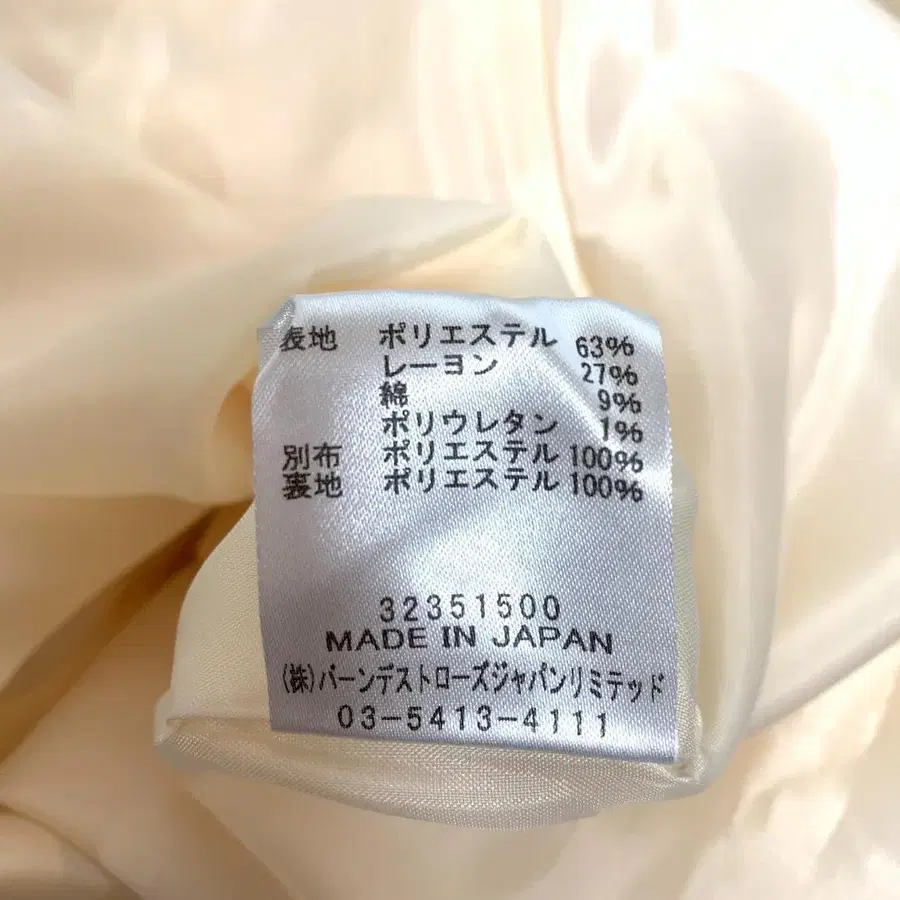 表地 ポリエステル 63%
レーヨン 27%
綿 9%
ポリウレタン 1%
別布 ポリエステル 100%
裏地 ポリエステル 100%
32351500
MADE IN JAPAN
(株)バーンデストローズジャパンリミテッド
03-5413-4111